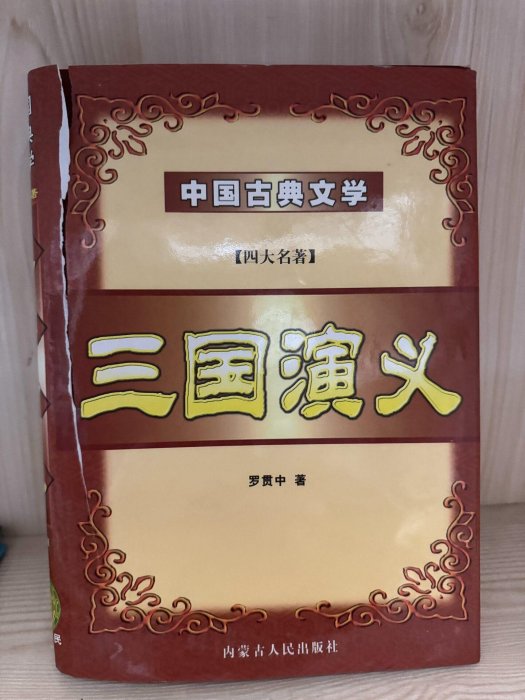 中国古典文学
【四大名著】
三国演义
罗贯中 著
内蒙古人民出版社
民